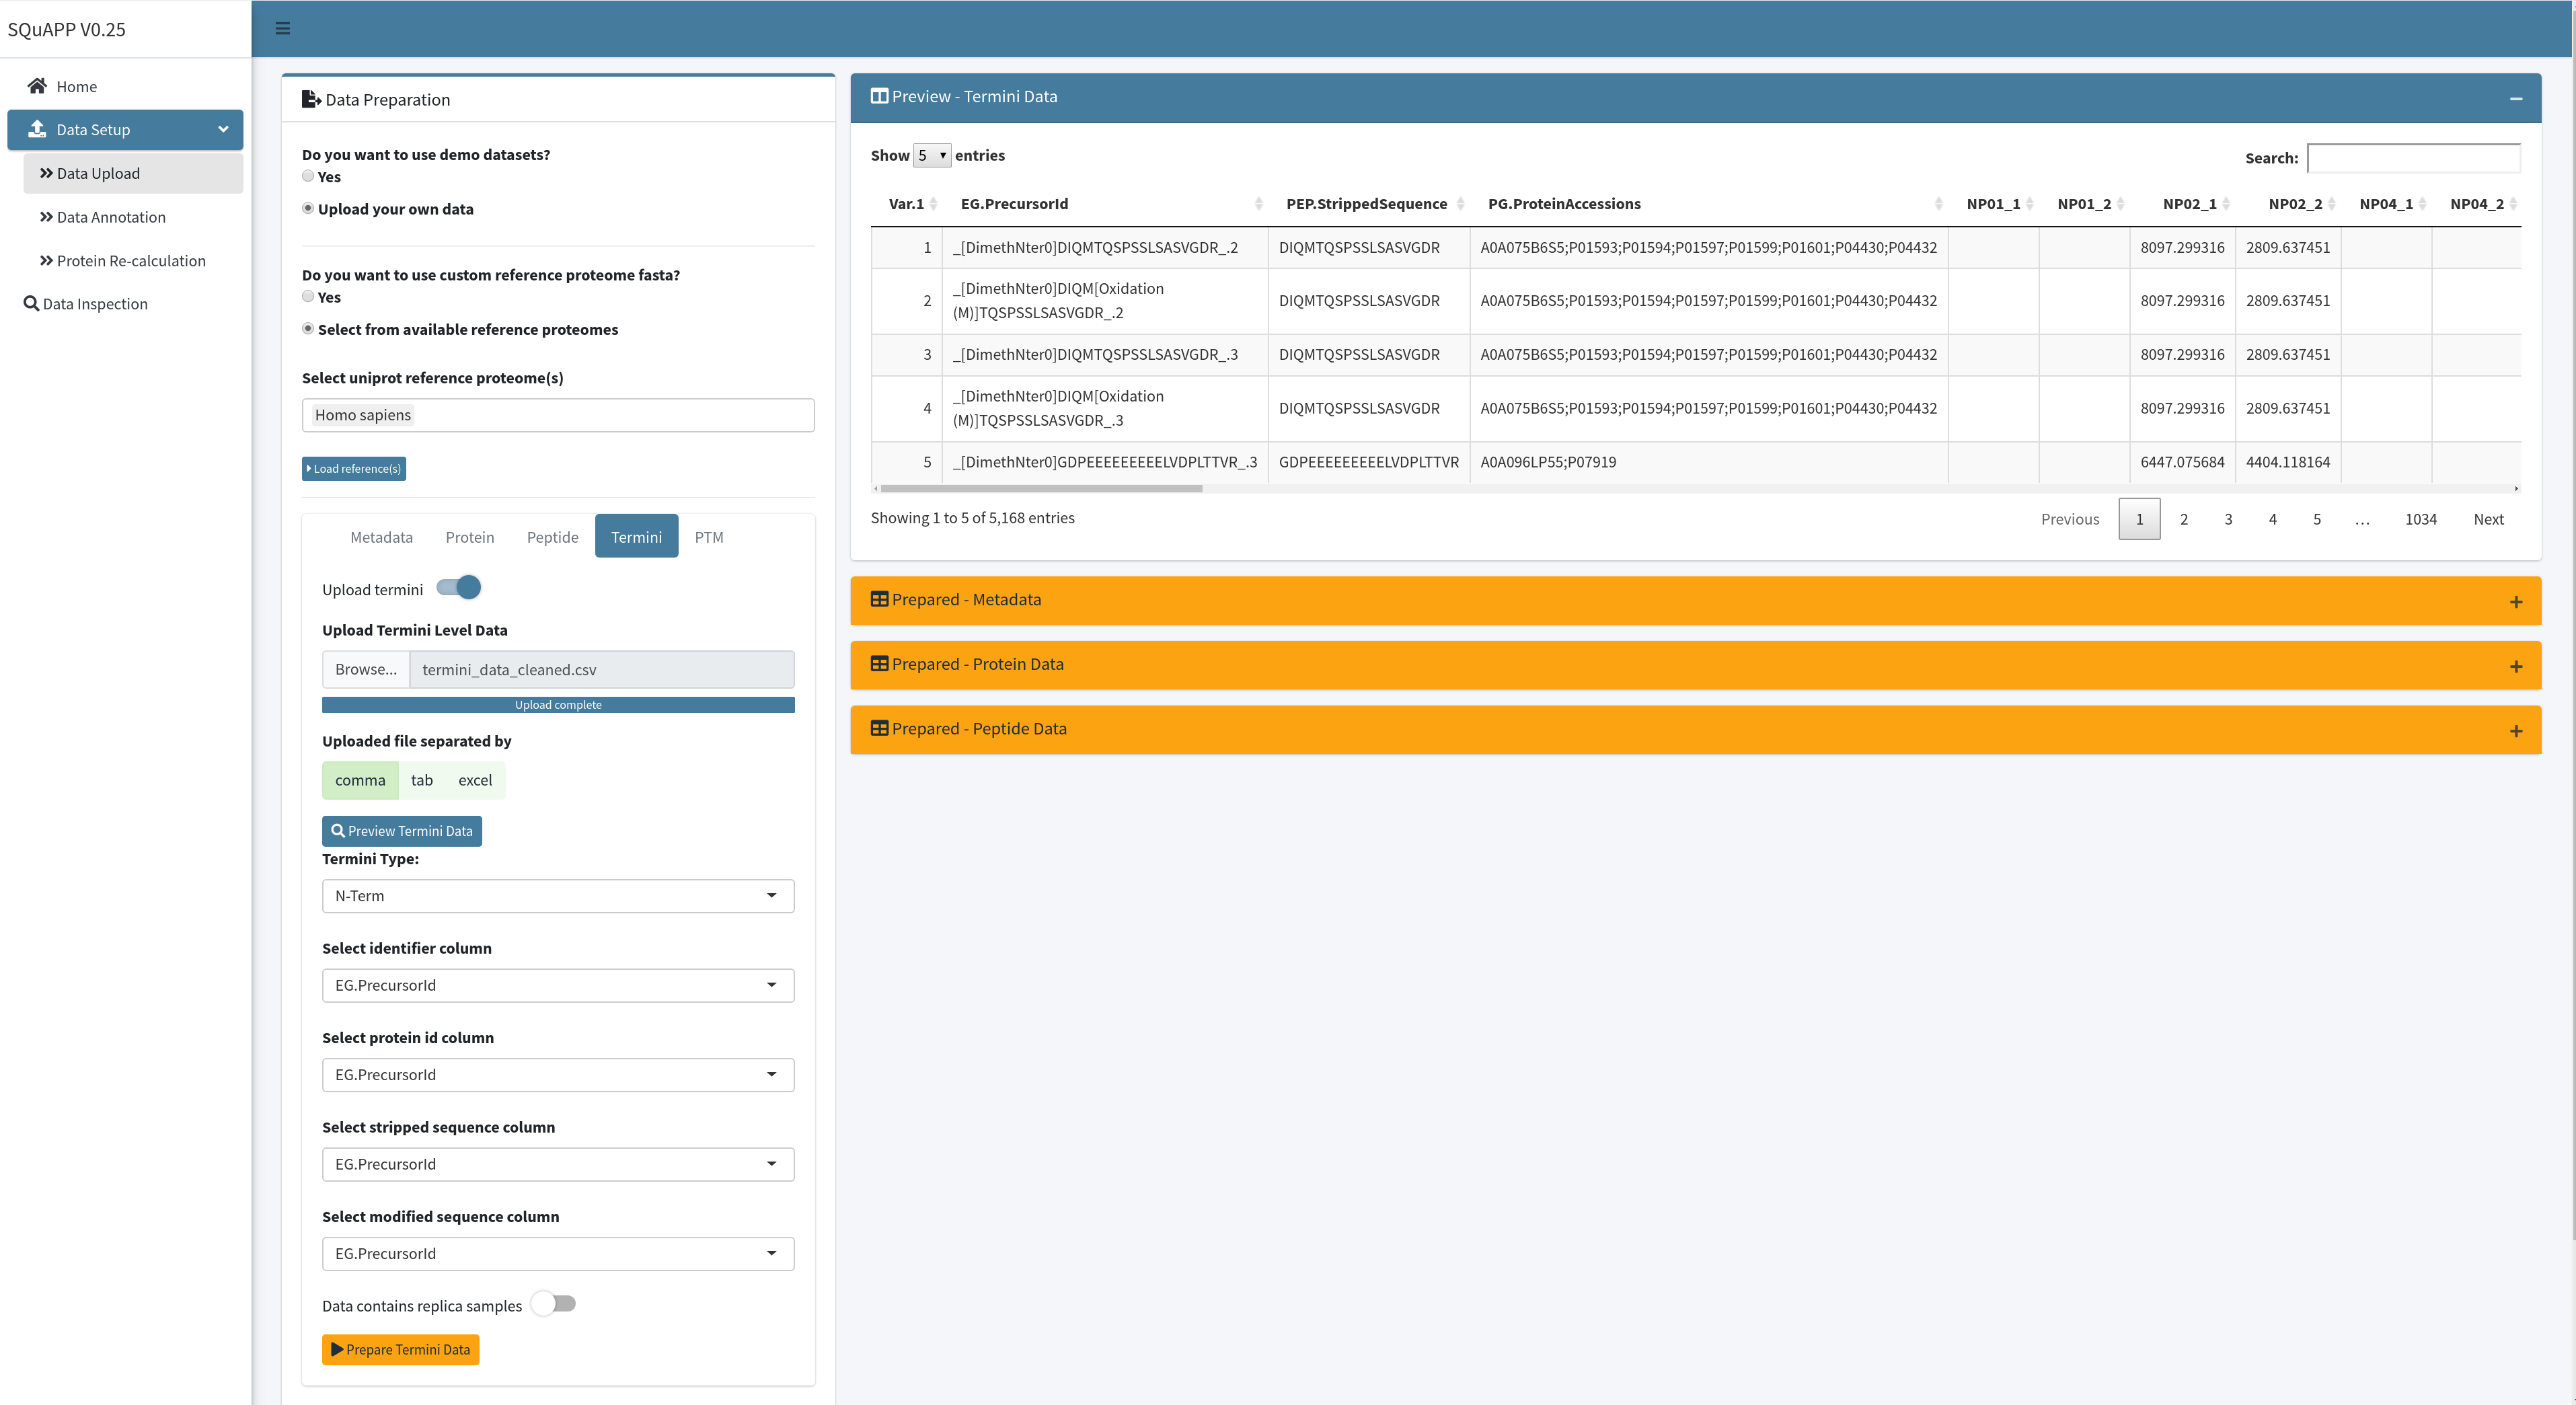 SQuAPP V0.25
Home
Data Setup
Data Upload
Data Annotation
Protein Re-calculation
Data Inspection
Data Preparation
Do you want to use demo datasets?
Yes
Upload your own data
Do you want to use custom reference proteome fasta?
Yes
Select from available reference proteomes
Select uniprot reference proteome(s)
Homo sapiens
Load reference(s)
Metadata Protein Peptide Termini PTM
Upload termini
Upload Termini Level Data
Browse... termini_data_cleaned.csv
Upload complete
Uploaded file separated by
comma tab excel
Preview Termini Data
Termini Type:
N-Term
Select identifier column
EG.PrecursorId
Select protein id column
EG.PrecursorId
Select stripped sequence column
EG.PrecursorId
Select modified sequence column
EG.PrecursorId
Data contains replica samples
Prepare Termini Data
Preview - Termini Data
Show 5 entries
Search:
Var.1 EG.PrecursorId PEP.StrippedSequence PG.ProteinAccessions NP01_1 NP01_2 NP02_1 NP02_2 NP04_1 NP04_2
1 _[DimethNter0]DIQMTQSPSSLSASVGDR_.2 DIQMTQSPSSLSASVGDR A0A075B6S5;P01593;P01594;P01597;P01599;P01601;P04430;P04432 8097.299316 2809.637451
2 _[DimethNter0]DIQM[Oxidation
(M)]TQSPSSLSASVGDR_.2 DIQMTQSPSSLSASVGDR A0A075B6S5;P01593;P01594;P01597;P01599;P01601;P04430;P04432 8097.299316 2809.637451
3 _[DimethNter0]DIQMTQSPSSLSASVGDR_.3 DIQMTQSPSSLSASVGDR A0A075B6S5;P01593;P01594;P01597;P01599;P01601;P04430;P04432 8097.299316 2809.637451
4 _[DimethNter0]DIQM[Oxidation
(M)]TQSPSSLSASVGDR_.3 DIQMTQSPSSLSASVGDR A0A075B6S5;P01593;P01594;P01597;P01599;P01601;P04430;P04432 8097.299316 2809.637451
5 _[DimethNter0]GDPEEEEEEEEELVDPLTTVR_.3 GDPEEEEEEEEELVDPLTTVR A0A096LP55;P07919 6447.075684 4404.118164
Showing 1 to 5 of 5,168 entries
Previous 1 2 3 4 5 … 1034 Next
Prepared - Metadata
Prepared - Protein Data
Prepared - Peptide Data